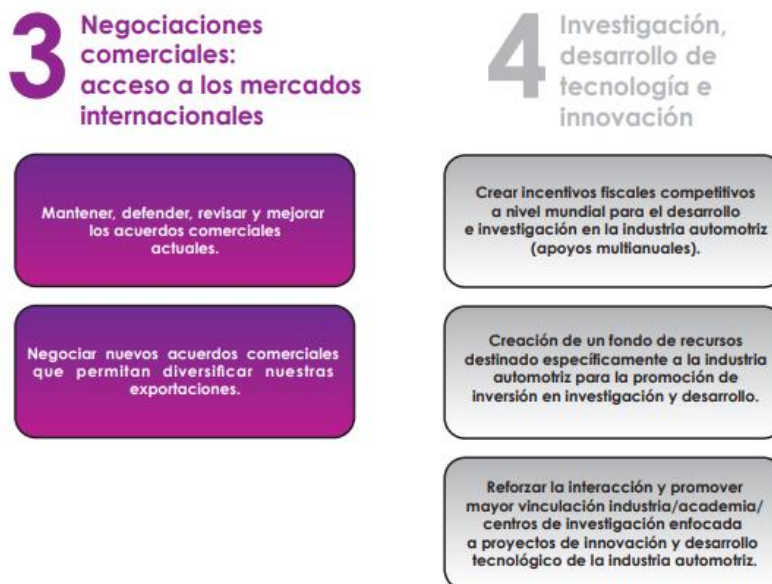 3
Negociaciones
comerciales:
acceso a los mercados
internacionales
Mantener, defender, revisar y mejorar
los acuerdos comerciales
actuales.
Negociar nuevos acuerdos comerciales
que permitan diversificar nuestras
exportaciones.
4
Investigación,
desarrollo de
tecnología e
innovación
Crear incentivos fiscales competitivos
a nivel mundial para el desarrollo
e investigación en la industria automotriz
(apoyos multianuales).
Creación de un fondo de recursos
destinado específicamente a la industria
automotriz para la promoción de
inversión en investigación y desarrollo.
Reforzar la interacción y promover
mayor vinculación industria/academia/
centros de investigación enfocada
a proyectos de innovación y desarrollo
tecnológico de la industria automotriz.